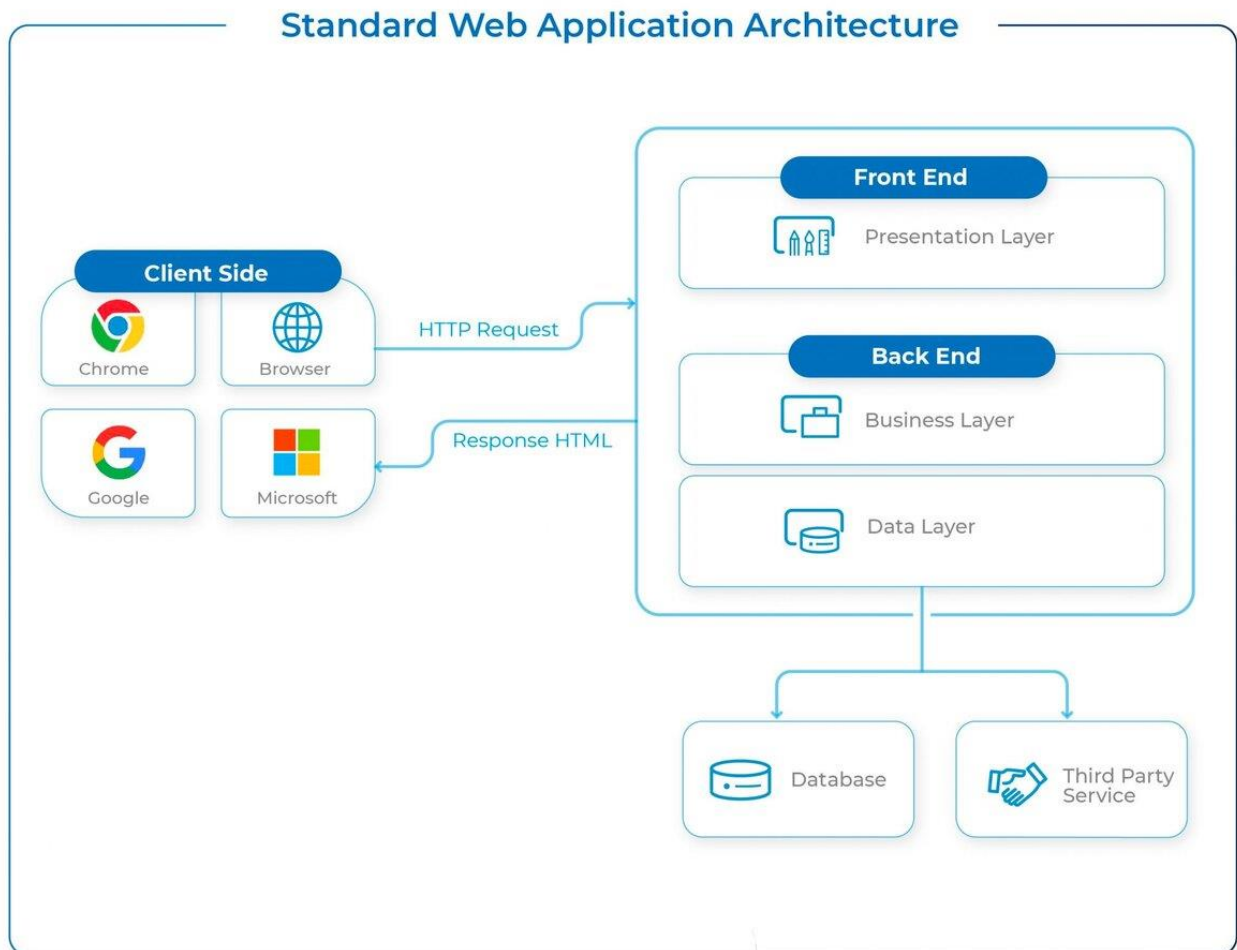 Standard Web Application Architecture
Client Side
Chrome
Browser
Google
Microsoft
HTTP Request
Response HTML
Front End
Presentation Layer
Back End
Business Layer
Data Layer
Database
Third Party
Service